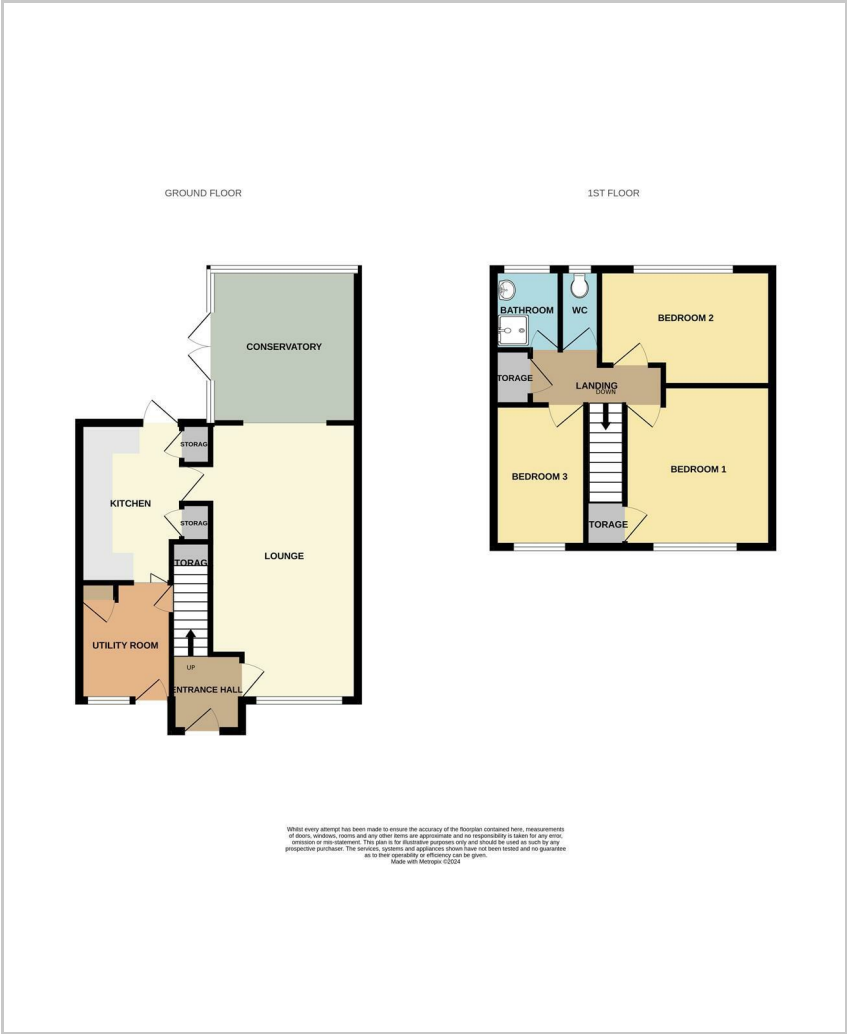 GROUND FLOOR
1ST FLOOR
CONSERVATORY
STORAG
KITCHEN
STORAG
LOUNGE
TORAG
UTILITY ROOM
UP
ENTRANCE HALL
BATHROOM
WC
BEDROOM 2
TORAGE
LANDING
DOWN
BEDROOM 3
BEDROOM 1
TORAGE
Whilst every attempt has been made to ensure the accuracy of the floorplan contained here, measurements
of doors, windows, rooms and any other items are approximate and no responsibility is taken for any error,
omission or mis-statement. This plan is for illustrative purposes only and should be used as such by any
prospective purchaser. The services, systems and appliances shown have not been tested and no guarantee
as to their operability or efficiency can be given.
Made with Metropix ©2024